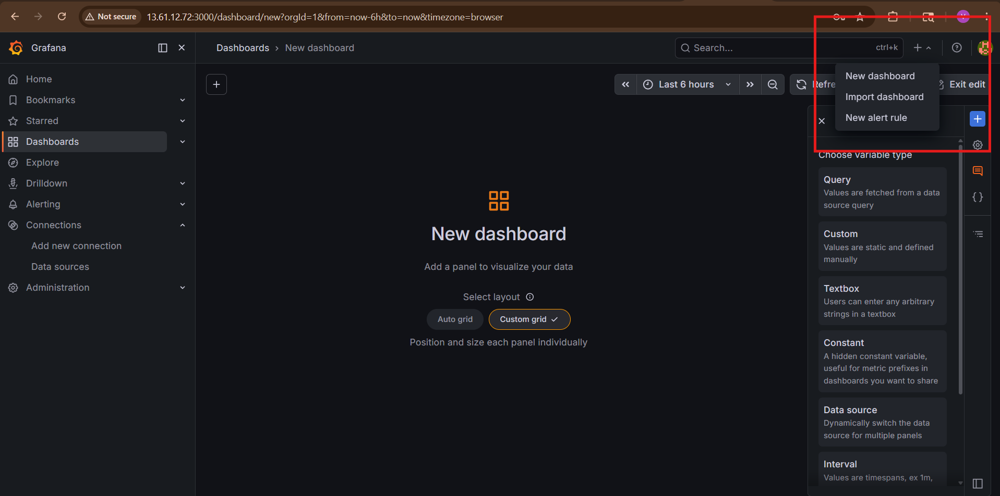 Not secure
13.61.12.72:3000/dashboard/new?orgId=1&from=now-6h&to=now&timezone=browser
Grafana
Dashboards › New dashboard
Search...
ctrl+k
Home
Bookmarks
Starred
Dashboards
Explore
Drilldown
Alerting
Connections
Add new connection
Data sources
Administration
Last 6 hours
Refre
Exit edit
New dashboard
Import dashboard
New alert rule
New dashboard
Add a panel to visualize your data
Select layout
Auto grid
Custom grid
Position and size each panel individually
Choose variable type
Query
Values are fetched from a data
source query
Custom
Values are static and defined
manually
Textbox
Users can enter any arbitrary
strings in a textbox
Constant
A hidden constant variable,
useful for metric prefixes in
dashboards you want to share
Data source
Dynamically switch the data
source for multiple panels
Interval
Values are timespans, ex 1m,